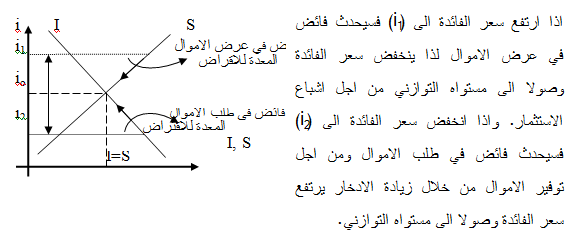 اذا ارتفع سعر الفائدة الى (i1) فسيحدث فائض
في عرض الاموال لذا ينخفض سعر الفائدة
وصولا الى مستواه التوازني من اجل اشباع
الاستثمار. واذا انخفض سعر الفائدة الى (i2)
فسيحدث فائض في طلب الاموال ومن اجل
توفير الاموال من خلال زيادة الادخار يرتفع
سعر الفائدة وصولا الى مستواه التوازني.
i I S
i1
في عرض الاموال
المعدة للاقراض
i0
i2
فائض في طلب الاموال
المعدة للاقراض
I, S
I=S